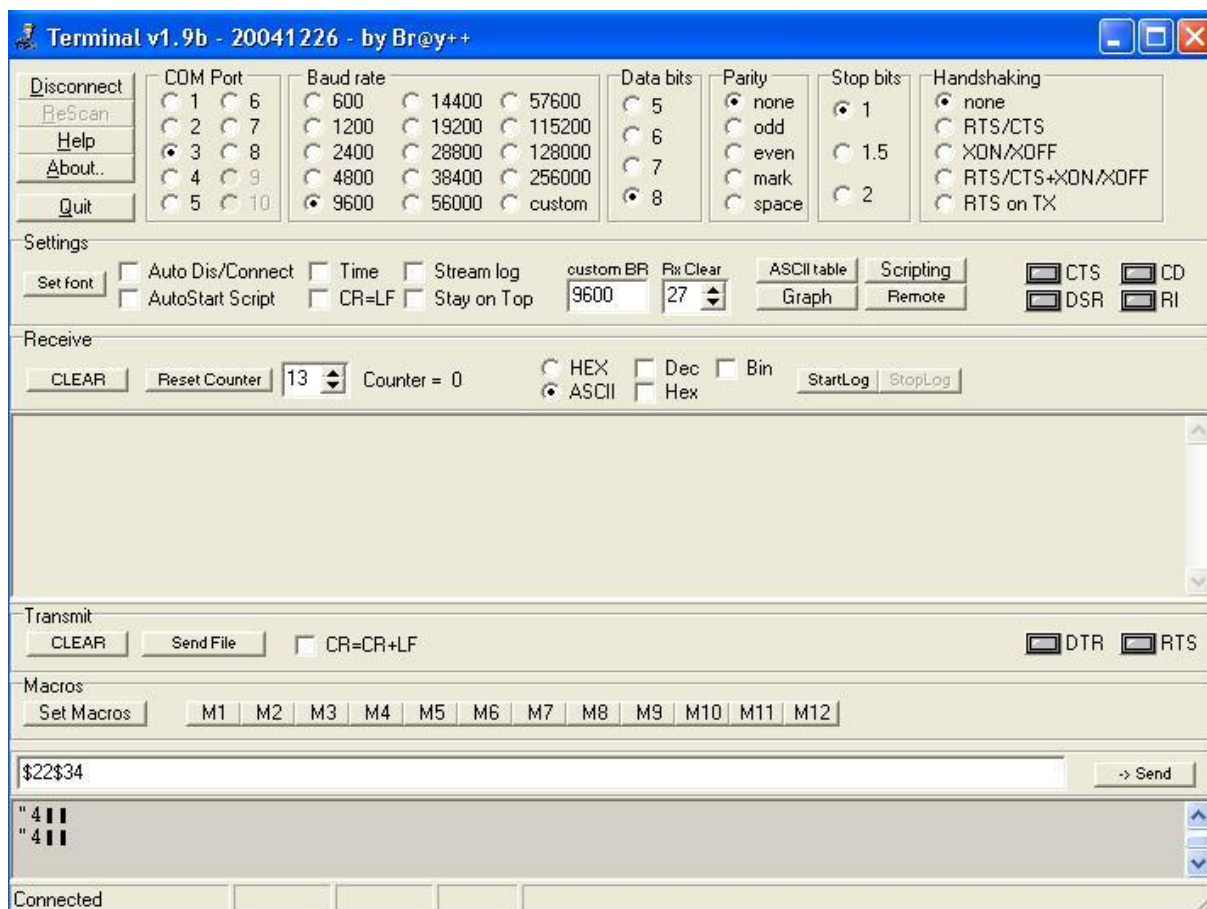 Terminal v1.9b - 20041226 - by Br@y++
Disconnect
ReScan
Help
About..
Quit
COM Port
1 6
2 7
3 8
4 9
5 10
Baud rate
600 14400 57600
1200 19200 115200
2400 28800 128000
4800 38400 256000
9600 56000 custom
Data bits
5
6
7
8
Parity
none
odd
even
mark
space
Stop bits
1
1.5
2
Handshaking
none
RTS/CTS
XON/XOFF
RTS/CTS+XON/XOFF
RTS on TX
Settings
Set font
Auto Dis/Connect Time Stream log
AutoStart Script CR=LF Stay on Top
custom BR Rx Clear
9600 27
ASCII table Scripting
Graph Remote
CTS CD
DSR RI
Receive
CLEAR Reset Counter 13 Counter = 0
HEX Dec Bin
ASCII Hex
StartLog StopLog
Transmit
CLEAR Send File CR=CR+LF DTR RTS
Macros
Set Macros M1 M2 M3 M4 M5 M6 M7 M8 M9 M10 M11 M12
$22$34 -> Send
"4▌▌
"4▌▌
Connected